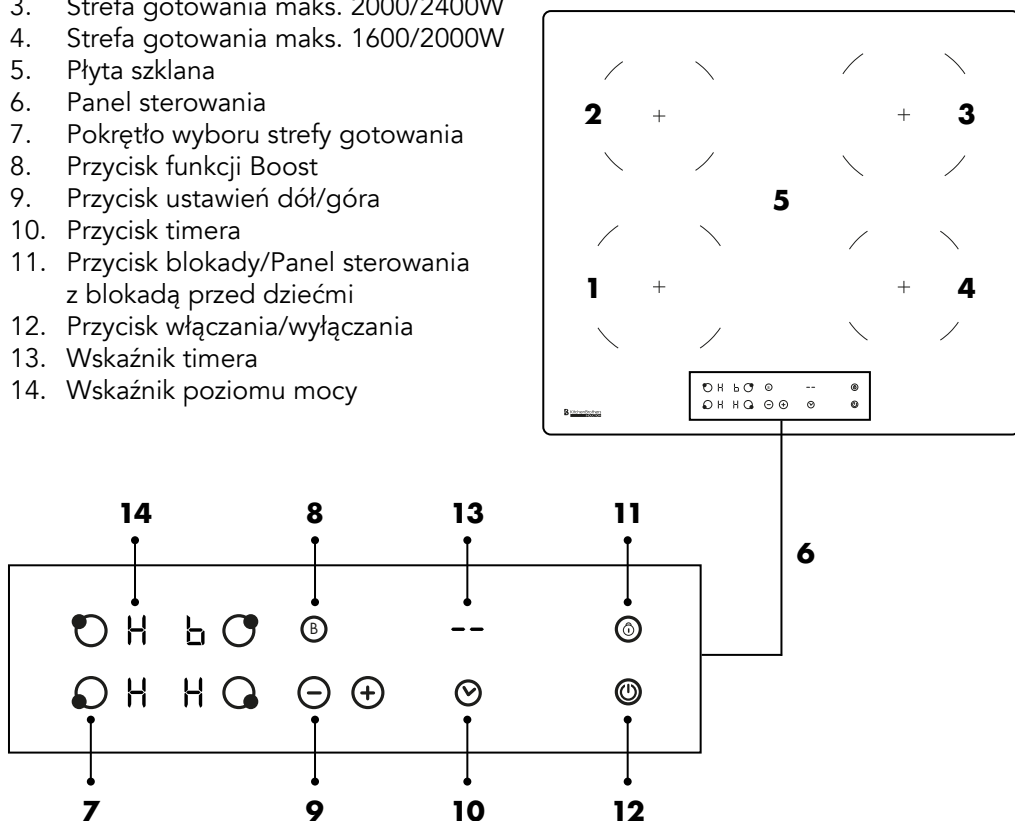 3. Strefa gotowania maks. 2000/2400W
4. Strefa gotowania maks. 1600/2000W
5. Płyta szklana
6. Panel sterowania
7. Pokrętło wyboru strefy gotowania
8. Przycisk funkcji Boost
9. Przycisk ustawień dół/góra
10. Przycisk timera
11. Przycisk blokady/Panel sterowania
z blokadą przed dziećmi
12. Przycisk włączania/wyłączania
13. Wskaźnik timera
14. Wskaźnik poziomu mocy
2 3
5
1 4
H b --
H H
KitchenBrothers
14 8 13 11
6
H b B --
H H
7 9 10 12